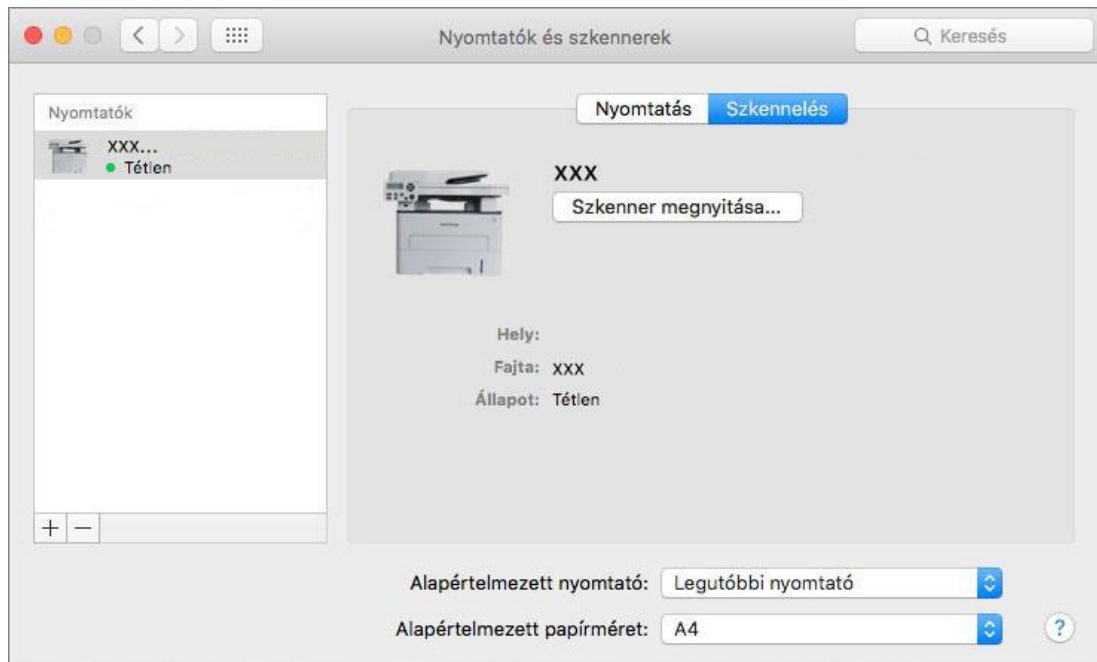 Nyomtatók és szkennerek
Keresés
Nyomtatók
XXX...
Tétlen
Nyomtatás Szkennelés
XXX
Szkenner megnyitása...
Hely:
Fajta: XXX
Állapot: Tétlen
+ −
Alapértelmezett nyomtató: Legutóbbi nyomtató
Alapértelmezett papírméret: A4 ?